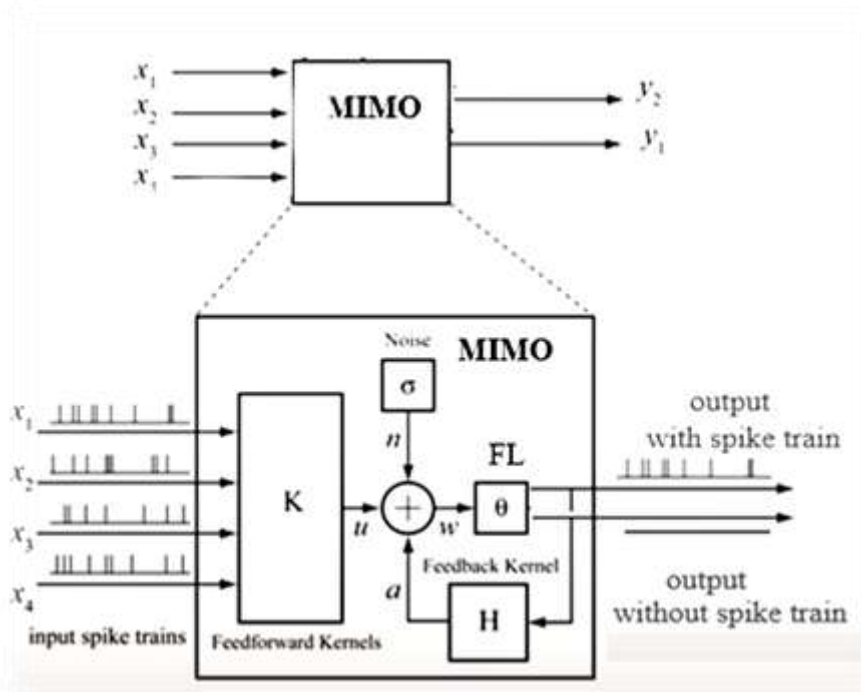 x₁
x₂
x₃
MIMO
y₂
y₁
Noise
MIMO
σ
n
FL
K
u
w
θ
a
Feedback Kernel
H
x₁
x₂
x₃
x₄
input spike trains
Feedforward Kernels
output
with spike train
output
without spike train